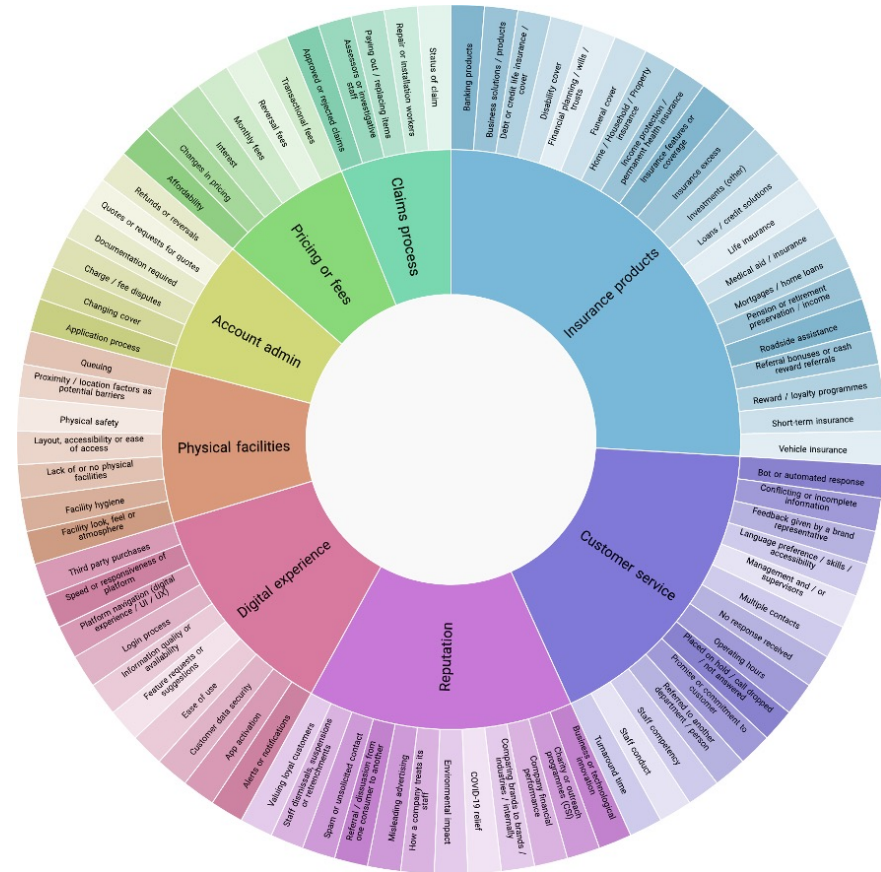 Insurance products
Banking products
Business solutions / products
Debt or credit life insurance /
cover
Disability cover
Financial planning / wills /
trusts
Funeral cover
Home / Household / Property
insurance
Income protection /
permanent health insurance
Insurance features or
coverage
Insurance excess
Investments (other)
Loans / credit solutions
Life insurance
Medical aid / insurance
Mortgages / home loans
Pension or retirement
preservation / income
Roadside assistance
Referral bonuses or cash
reward referrals
Reward / loyalty programmes
Short-term insurance
Vehicle insurance
Customer service
Bot or automated response
Conflicting or incomplete
information
Feedback given by a brand
representative
Language preference / skills /
accessibility
Management and / or
supervisors
Multiple contacts
No response received
Operating hours
Placed on hold / call dropped
/ not answered
Promise or commitment to
customer
Referred to another
department / person
Staff competency
Staff conduct
Turnaround time
Reputation
Business or technological
innovation
Charity or outreach
programmes (CSI)
Company financial
performance
Comparing brands to brands /
industries / internally
COVID-19 relief
Environmental impact
How a company treats its
staff
Misleading advertising
Referral / dissuasion from
one consumer to another
Spam or unsolicited contact
Staff dismissals, suspensions
or retrenchments
Valuing loyal customers
Digital experience
Alerts or notifications
App activation
Customer data security
Ease of use
Feature requests or
suggestions
Information quality or
availability
Login process
Platform navigation (digital
experience / UI / UX)
Speed or responsiveness of
platform
Third party purchases
Physical facilities
Facility look, feel or
atmosphere
Facility hygiene
Lack of or no physical
facilities
Layout, accessibility or ease
of access
Physical safety
Proximity / location factors as
potential barriers
Queuing
Account admin
Application process
Changing cover
Charge / fee disputes
Documentation required
Quotes or requests for quotes
Refunds or reversals
Pricing or fees
Affordability
Changes in pricing
Interest
Monthly fees
Reversal fees
Transactional fees
Claims process
Approved or rejected claims
Assessors or investigative
staff
Paying out / replacing items
Repair or installation workers
Status of claim